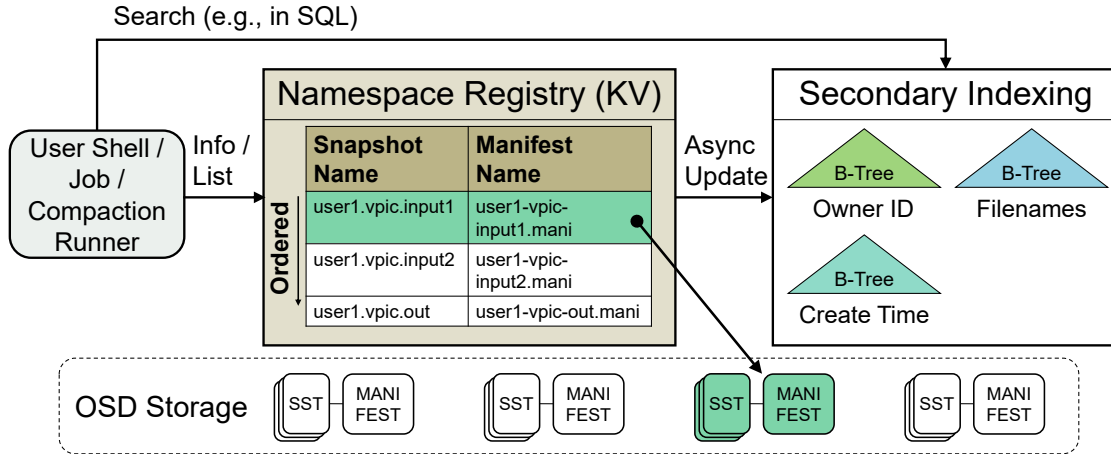 Search (e.g., in SQL)
User Shell /
Job /
Compaction
Runner
Info /
List
Namespace Registry (KV)
Ordered
Snapshot
Name
Manifest
Name
user1.vpic.input1
user1-vpic-
input1.mani
user1.vpic.input2
user1-vpic-
input2.mani
user1.vpic.out
user1-vpic-out.mani
Async
Update
Secondary Indexing
B-Tree
Owner ID
B-Tree
Filenames
B-Tree
Create Time
OSD Storage
SST
MANI
FEST
SST
MANI
FEST
SST
MANI
FEST
SST
MANI
FEST